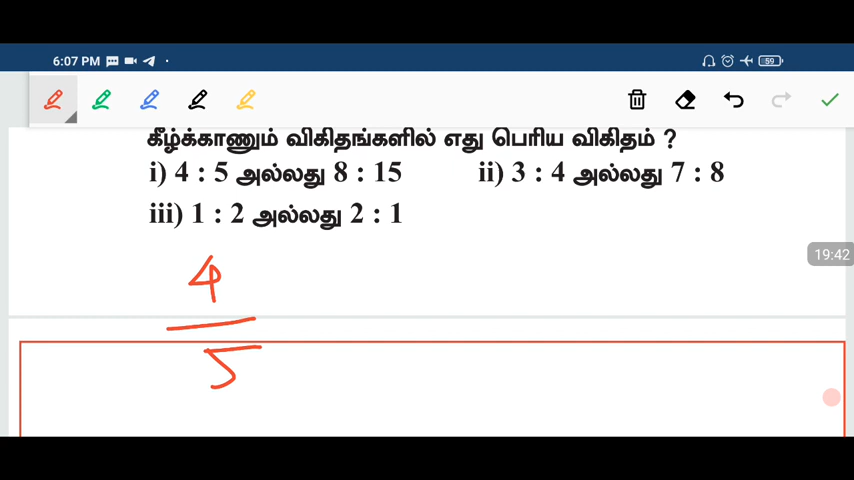 6:07 PM
59
கீழ்க்காணும் விகிதங்களில் எது பெரிய விகிதம் ?
i) 4 : 5 அல்லது 8 : 15 ii) 3 : 4 அல்லது 7 : 8
iii) 1 : 2 அல்லது 2 : 1
19:42
4
5